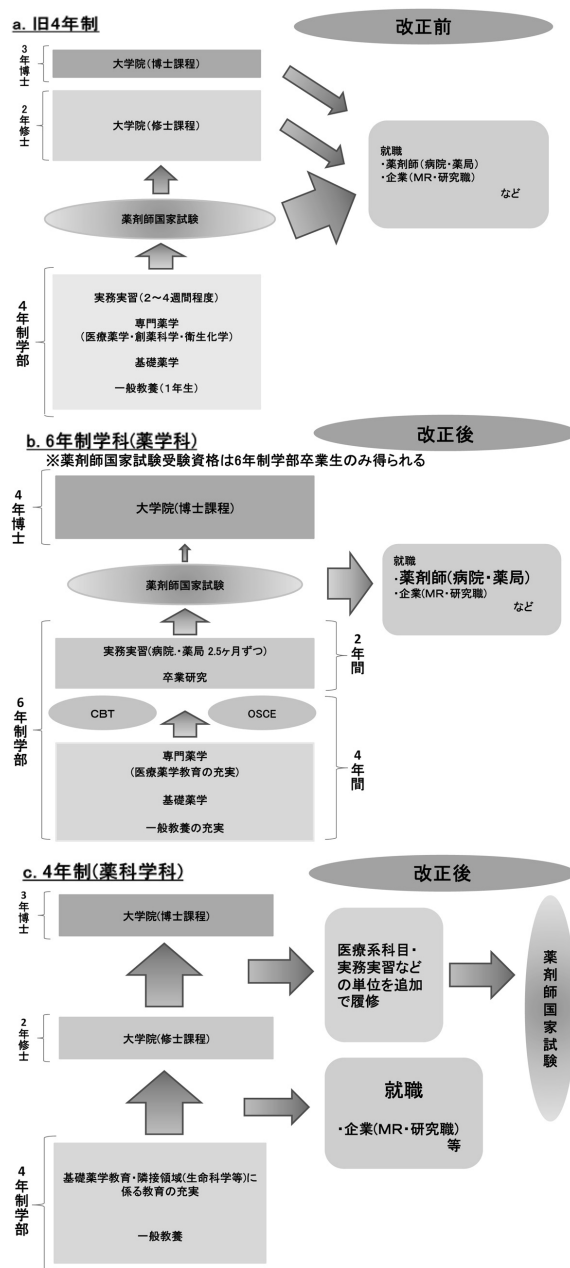 a. 旧4年制
改正前
3年博士
大学院(博士課程)
2年修士
大学院(修士課程)
就職
・薬剤師(病院・薬局)
・企業(MR・研究職)
など
薬剤師国家試験
4年制学部
実務実習(2～4週間程度)
専門薬学
(医療薬学・創薬科学・衛生化学)
基礎薬学
一般教養(1年生)
b. 6年制学科(薬学科)
改正後
※薬剤師国家試験受験資格は6年制学部卒業生のみ得られる
4年博士
大学院(博士課程)
薬剤師国家試験
就職
・薬剤師(病院・薬局)
・企業(MR・研究職)
など
6年制学部
実務実習(病院.・薬局 2.5ヶ月ずつ)
卒業研究
2年間
CBT
OSCE
専門薬学
(医療薬学教育の充実)
基礎薬学
一般教養の充実
4年間
c. 4年制(薬科学科)
改正後
3年博士
大学院(博士課程)
医療系科目・
実務実習など
の単位を追加
で履修
薬剤師国家試験
2年修士
大学院(修士課程)
就職
・企業(MR・研究職)
等
4年制学部
基礎薬学教育・隣接領域(生命科学等)に
係る教育の充実
一般教養